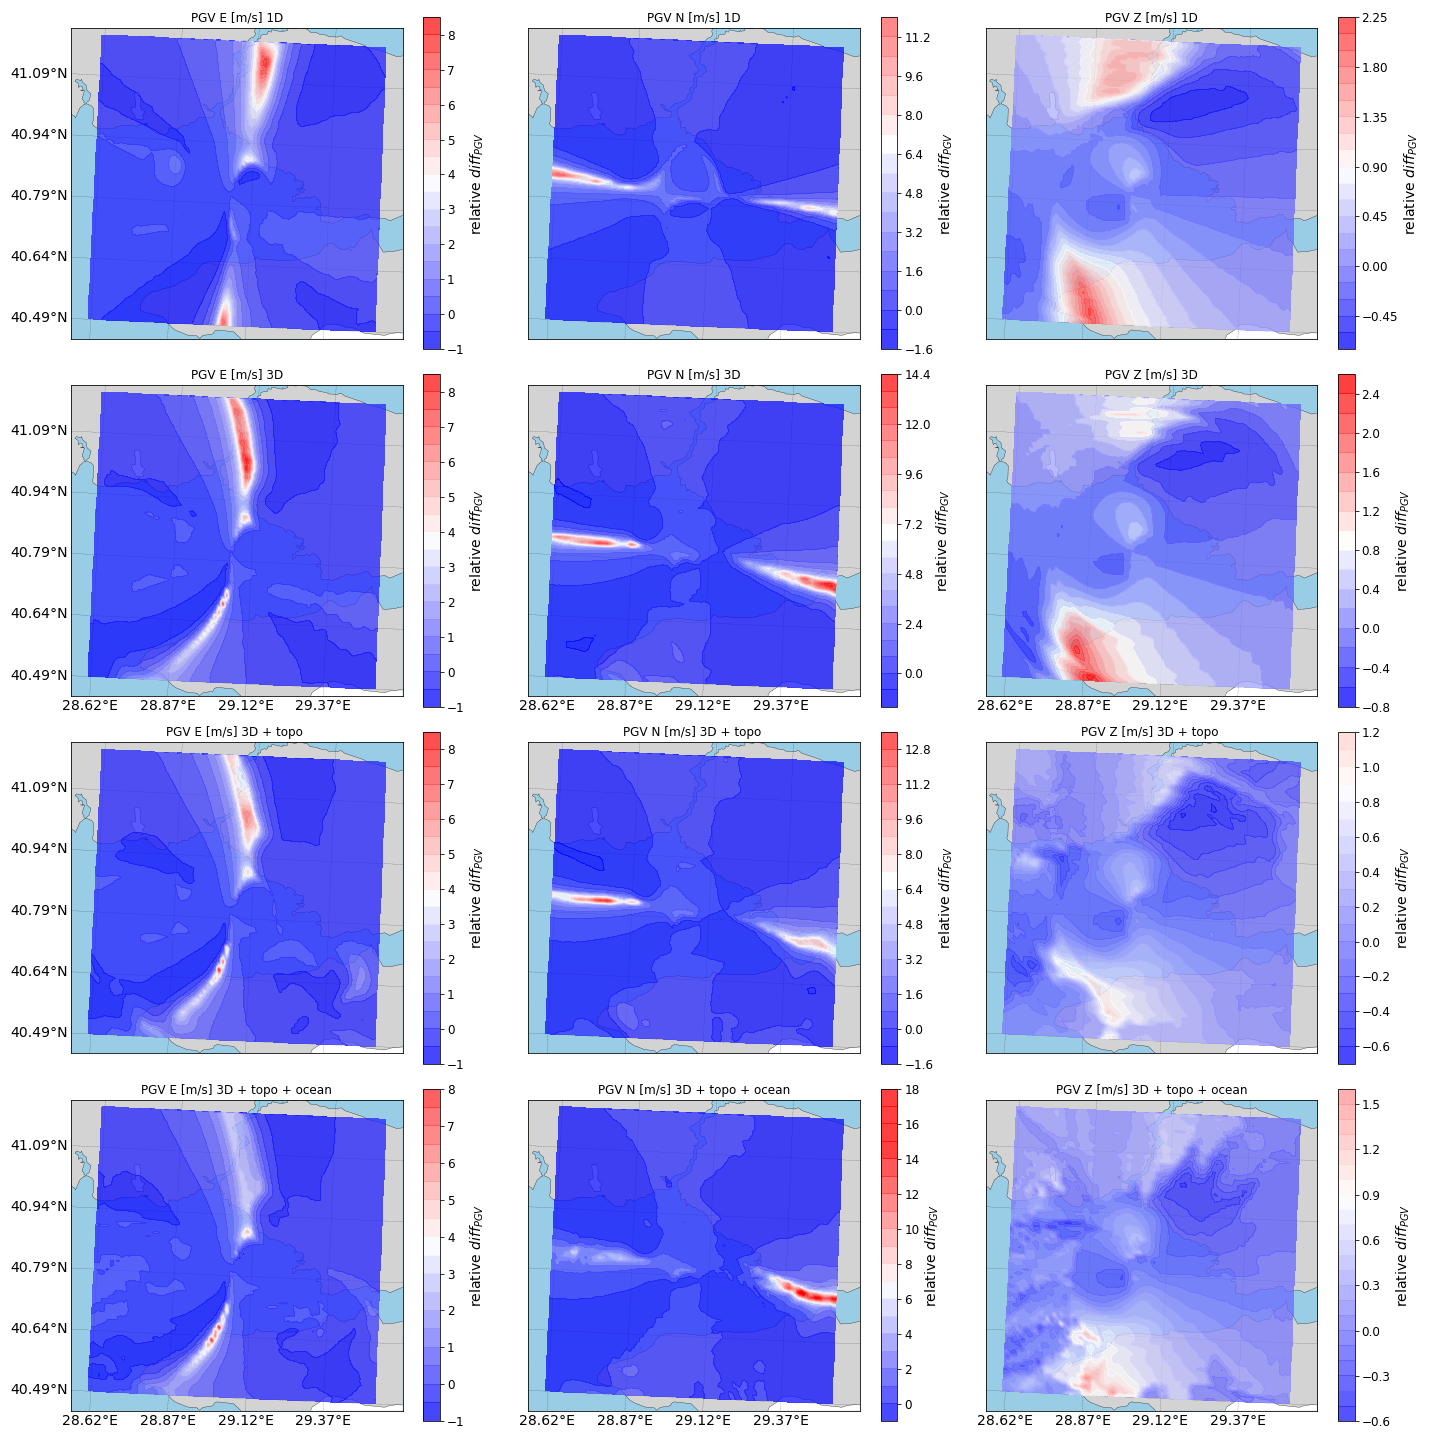 PGV E [m/s] 1D
PGV N [m/s] 1D
PGV Z [m/s] 1D
41.09°N
40.94°N
40.79°N
40.64°N
40.49°N
8
7
6
5
4
3
2
1
0
−1
relative diff_PGV
11.2
9.6
8.0
6.4
4.8
3.2
1.6
0.0
−1.6
relative diff_PGV
2.25
1.80
1.35
0.90
0.45
0.00
−0.45
relative diff_PGV
PGV E [m/s] 3D
PGV N [m/s] 3D
PGV Z [m/s] 3D
41.09°N
40.94°N
40.79°N
40.64°N
40.49°N
28.62°E 28.87°E 29.12°E 29.37°E
8
7
6
5
4
3
2
1
0
−1
relative diff_PGV
28.62°E 28.87°E 29.12°E 29.37°E
14.4
12.0
9.6
7.2
4.8
2.4
0.0
relative diff_PGV
28.62°E 28.87°E 29.12°E 29.37°E
2.4
2.0
1.6
1.2
0.8
0.4
0.0
−0.4
−0.8
relative diff_PGV
PGV E [m/s] 3D + topo
PGV N [m/s] 3D + topo
PGV Z [m/s] 3D + topo
41.09°N
40.94°N
40.79°N
40.64°N
40.49°N
8
7
6
5
4
3
2
1
0
−1
relative diff_PGV
12.8
11.2
9.6
8.0
6.4
4.8
3.2
1.6
0.0
−1.6
relative diff_PGV
1.2
1.0
0.8
0.6
0.4
0.2
0.0
−0.2
−0.4
−0.6
relative diff_PGV
PGV E [m/s] 3D + topo + ocean
PGV N [m/s] 3D + topo + ocean
PGV Z [m/s] 3D + topo + ocean
41.09°N
40.94°N
40.79°N
40.64°N
40.49°N
28.62°E 28.87°E 29.12°E 29.37°E
8
7
6
5
4
3
2
1
0
−1
relative diff_PGV
28.62°E 28.87°E 29.12°E 29.37°E
18
16
14
12
10
8
6
4
2
0
relative diff_PGV
28.62°E 28.87°E 29.12°E 29.37°E
1.5
1.2
0.9
0.6
0.3
0.0
−0.3
−0.6
relative diff_PGV